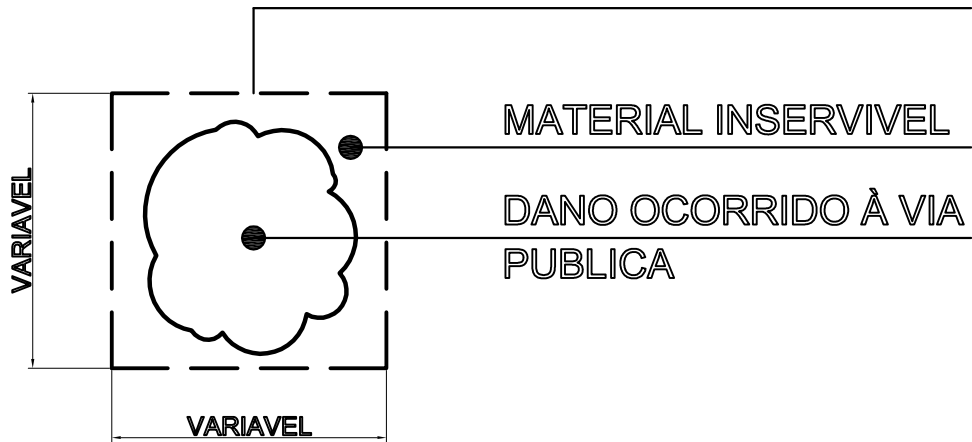 MATERIAL INSERVIVEL
DANO OCORRIDO À VIA
PUBLICA
VARIAVEL
VARIAVEL